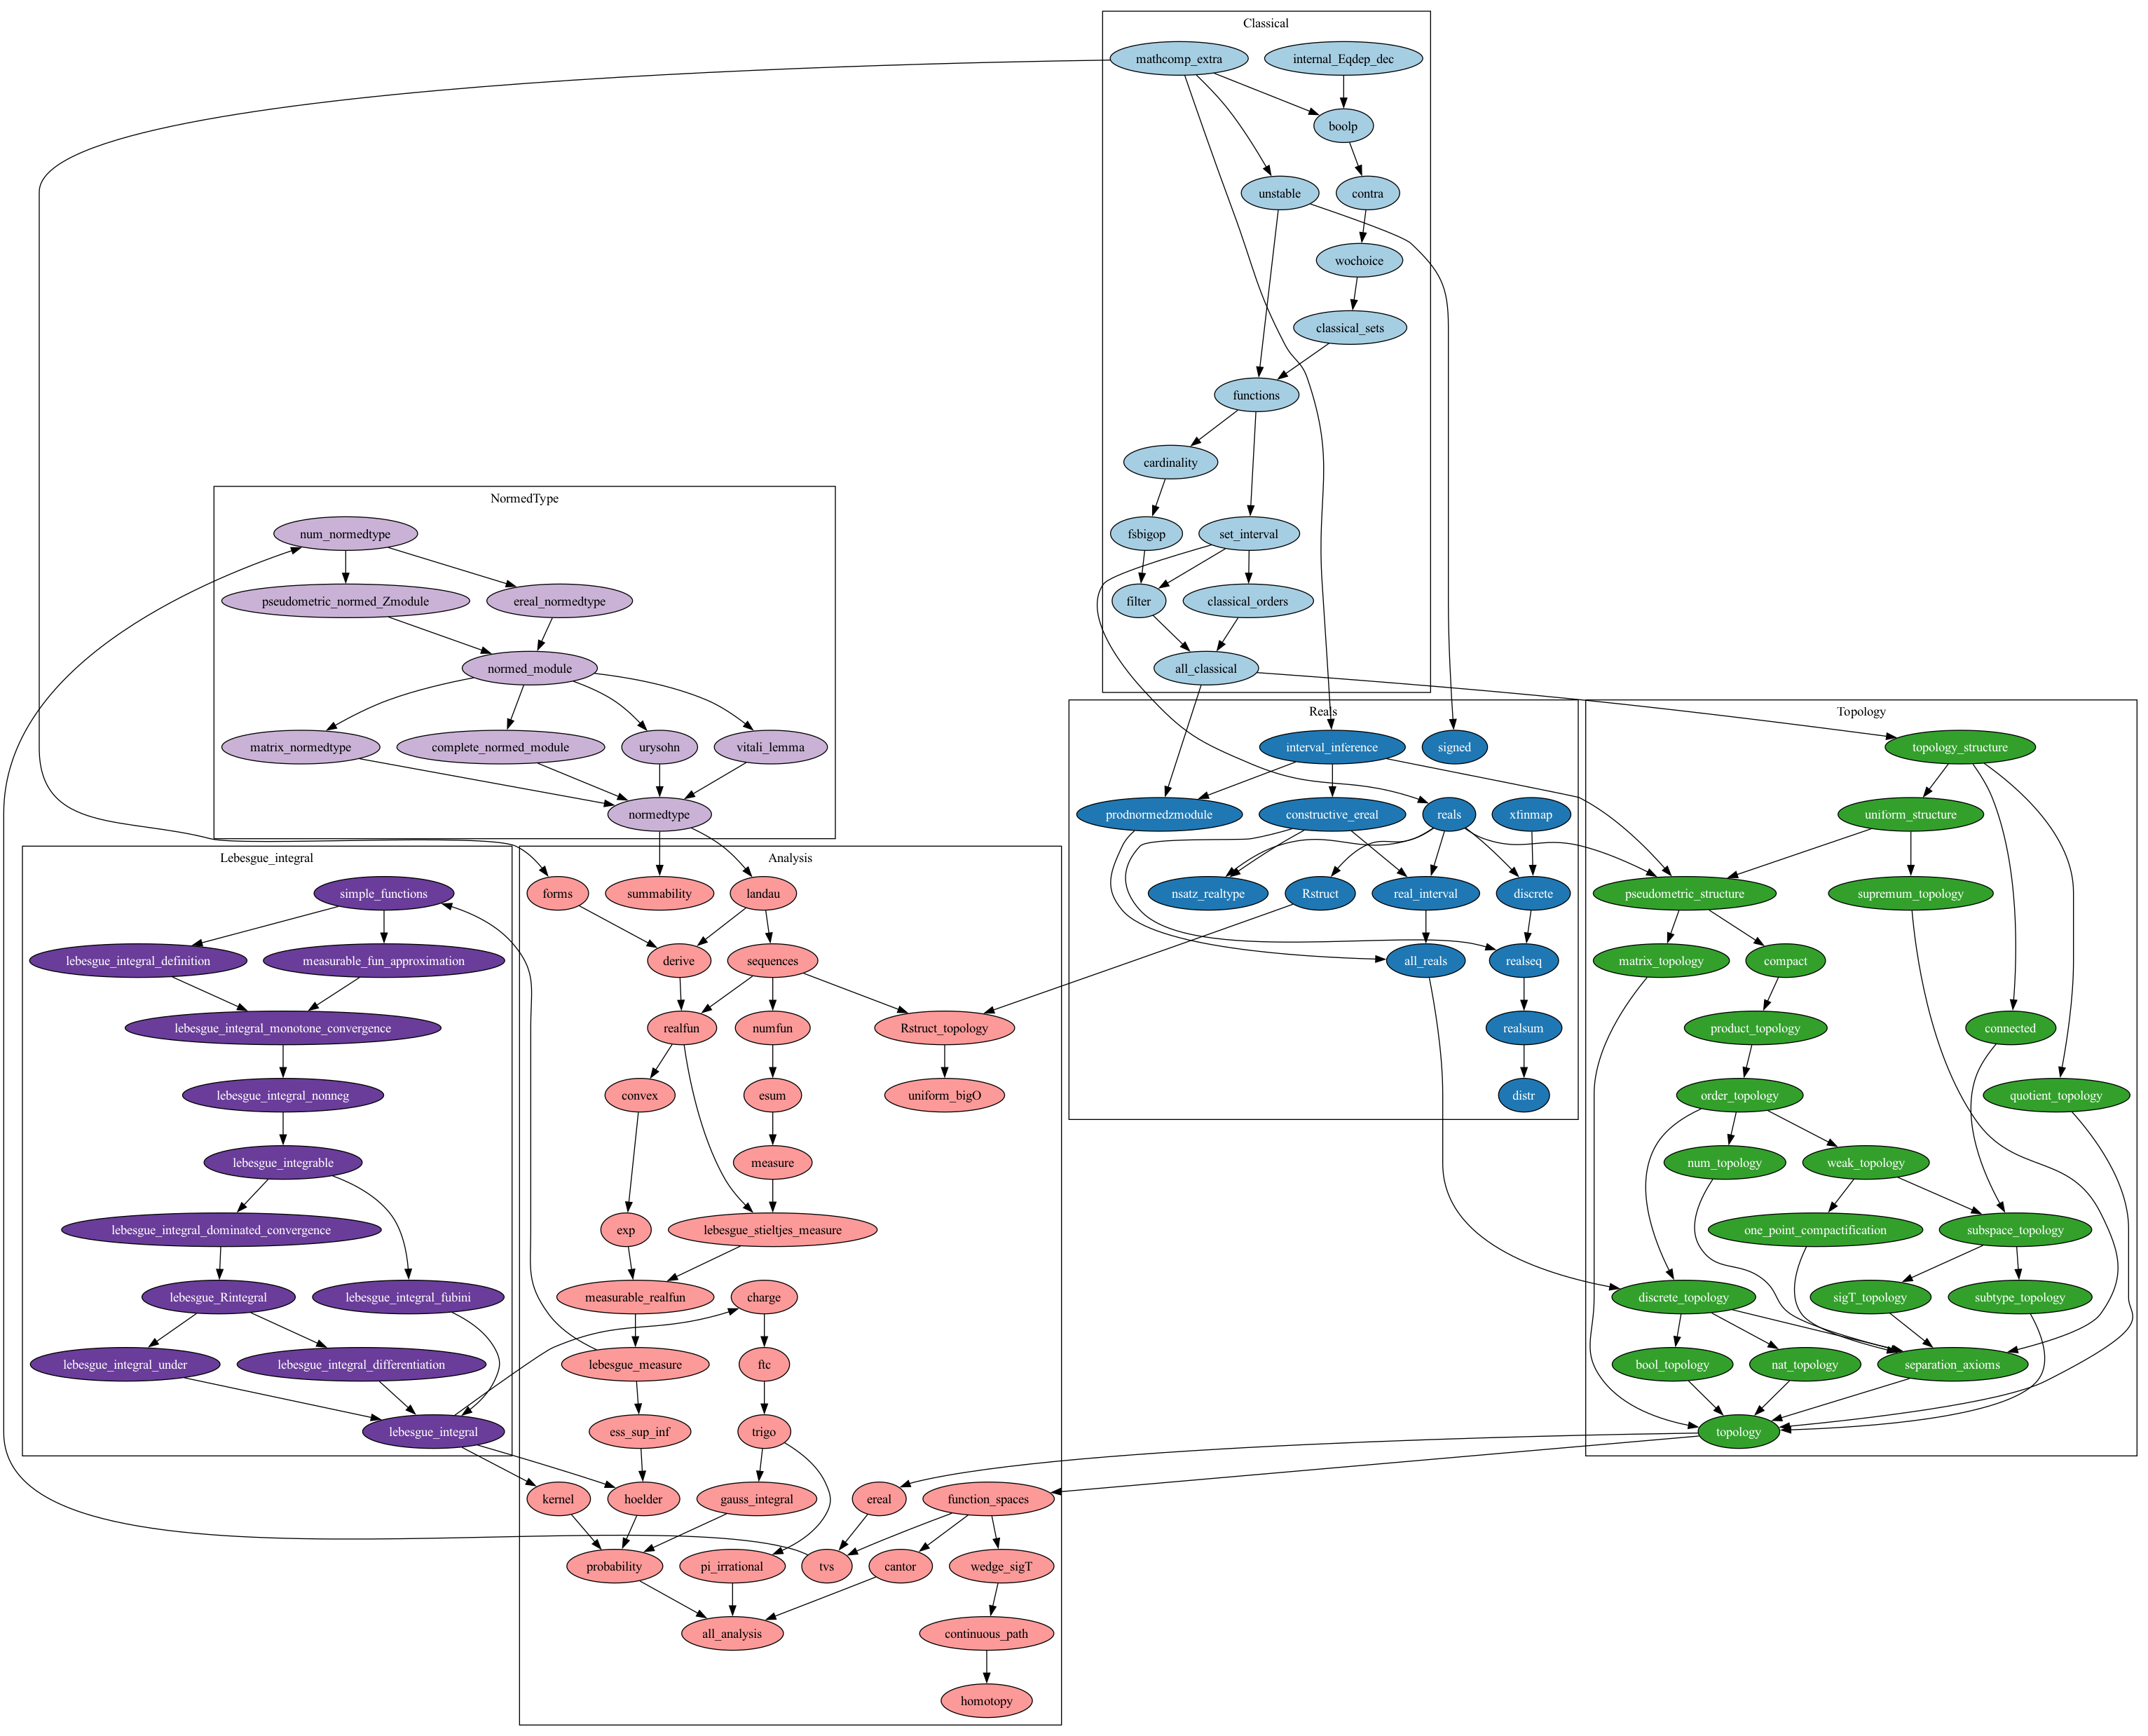 Classical
mathcomp_extra
internal_Eqdep_dec
boolp
unstable
contra
wochoice
classical_sets
functions
cardinality
fsbigop
set_interval
filter
classical_orders
all_classical
NormedType
num_normedtype
pseudometric_normed_Zmodule
ereal_normedtype
normed_module
matrix_normedtype
complete_normed_module
urysohn
vitali_lemma
normedtype
Reals
interval_inference
signed
prodnormedzmodule
constructive_ereal
reals
xfinmap
nsatz_realtype
Rstruct
real_interval
discrete
all_reals
realseq
realsum
distr
Topology
topology_structure
uniform_structure
pseudometric_structure
supremum_topology
matrix_topology
compact
product_topology
connected
order_topology
quotient_topology
num_topology
weak_topology
one_point_compactification
subspace_topology
discrete_topology
sigT_topology
subtype_topology
bool_topology
nat_topology
separation_axioms
topology
Lebesgue_integral
simple_functions
lebesgue_integral_definition
measurable_fun_approximation
lebesgue_integral_monotone_convergence
lebesgue_integral_nonneg
lebesgue_integrable
lebesgue_integral_dominated_convergence
lebesgue_Rintegral
lebesgue_integral_fubini
lebesgue_integral_under
lebesgue_integral_differentiation
lebesgue_integral
Analysis
forms
summability
landau
derive
sequences
realfun
numfun
Rstruct_topology
convex
esum
uniform_bigO
measure
exp
lebesgue_stieltjes_measure
measurable_realfun
charge
lebesgue_measure
ftc
ess_sup_inf
trigo
kernel
hoelder
gauss_integral
ereal
function_spaces
probability
pi_irrational
tvs
cantor
wedge_sigT
all_analysis
continuous_path
homotopy